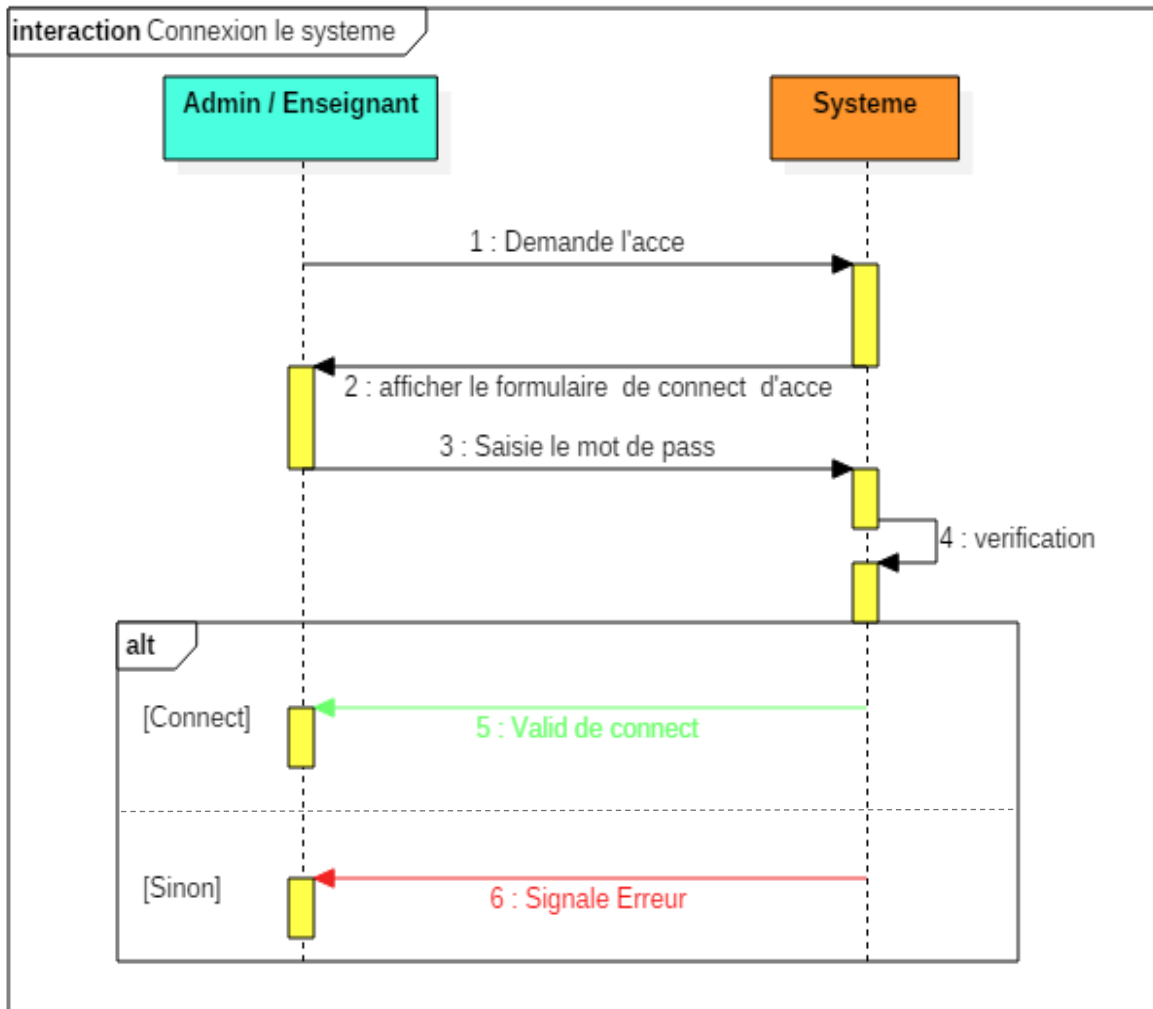 interaction Connexion le systeme
Admin / Enseignant
Systeme
1 : Demande l'acce
2 : afficher le formulaire  de connect  d'acce
3 : Saisie le mot de pass
4 : verification
alt
[Connect]
5 : Valid de connect
[Sinon]
6 : Signale Erreur